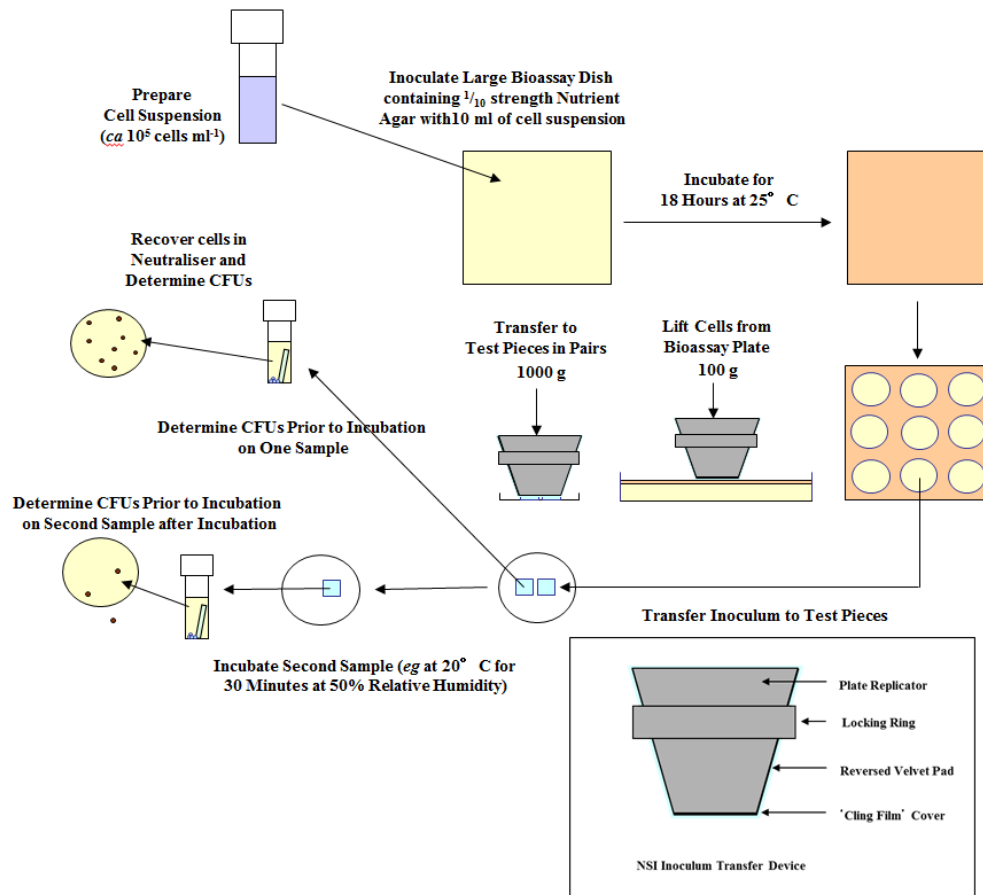 Prepare
Cell Suspension
(ca 10⁵ cells ml⁻¹)
Inoculate Large Bioassay Dish
containing ¹/₁₀ strength Nutrient
Agar with10 ml of cell suspension
Incubate for
18 Hours at 25° C
Recover cells in
Neutraliser and
Determine CFUs
Transfer to
Test Pieces in Pairs
1000 g
Lift Cells from
Bioassay Plate
100 g
Determine CFUs Prior to Incubation
on One Sample
Determine CFUs Prior to Incubation
on Second Sample after Incubation
Transfer Inoculum to Test Pieces
Incubate Second Sample (eg at 20° C for
30 Minutes at 50% Relative Humidity)
Plate Replicator
Locking Ring
Reversed Velvet Pad
'Cling Film' Cover
NSI Inoculum Transfer Device